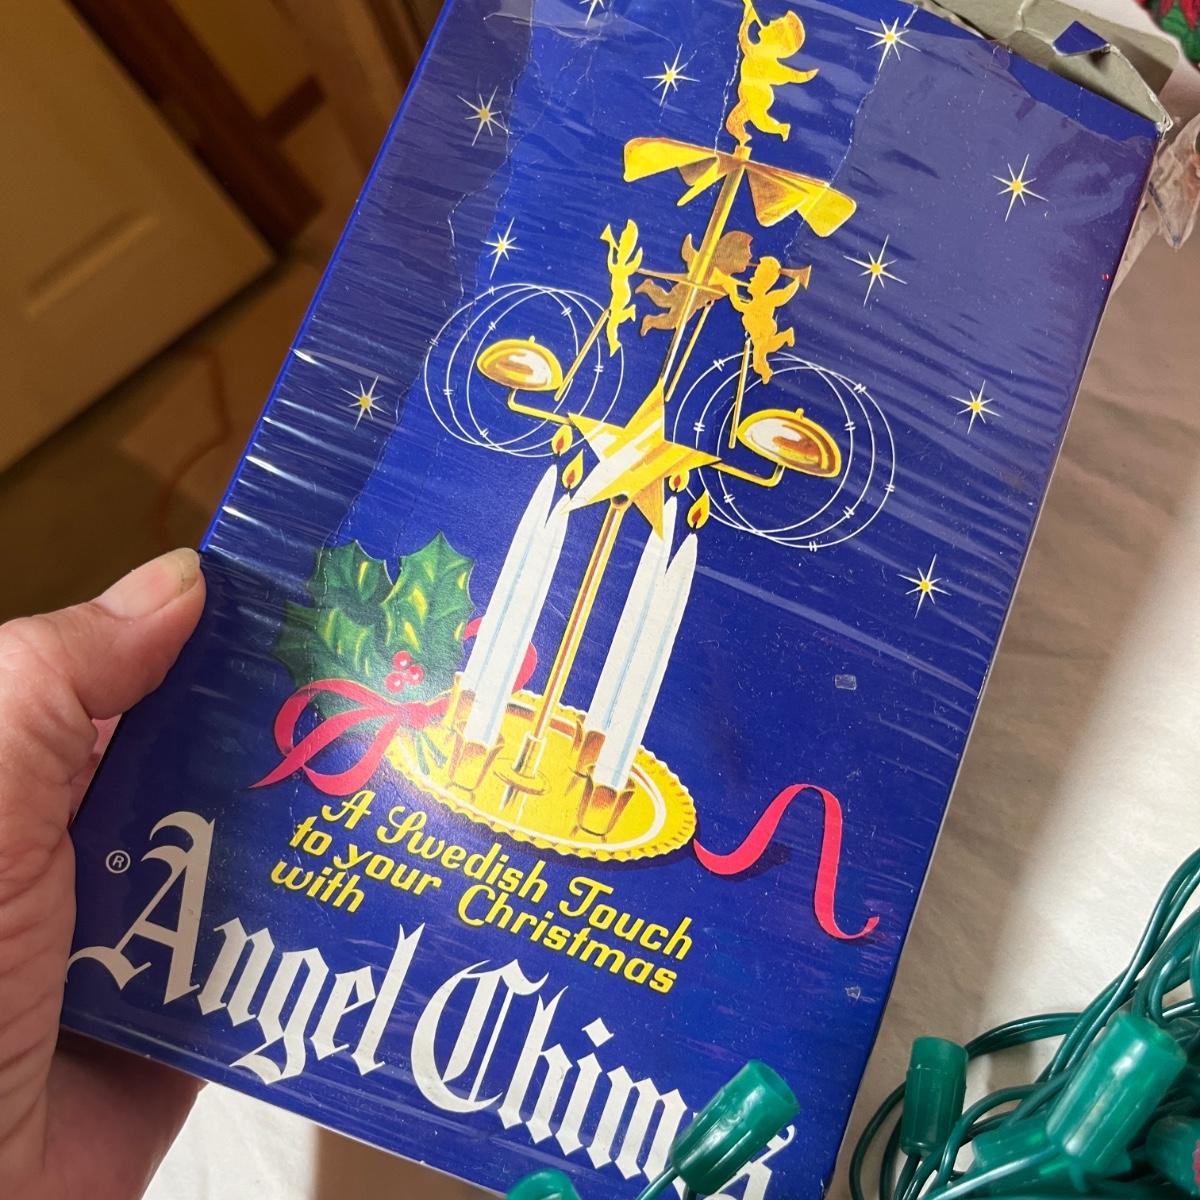 A Swedish Touch
to your Christmas
with
® Angel Chimes